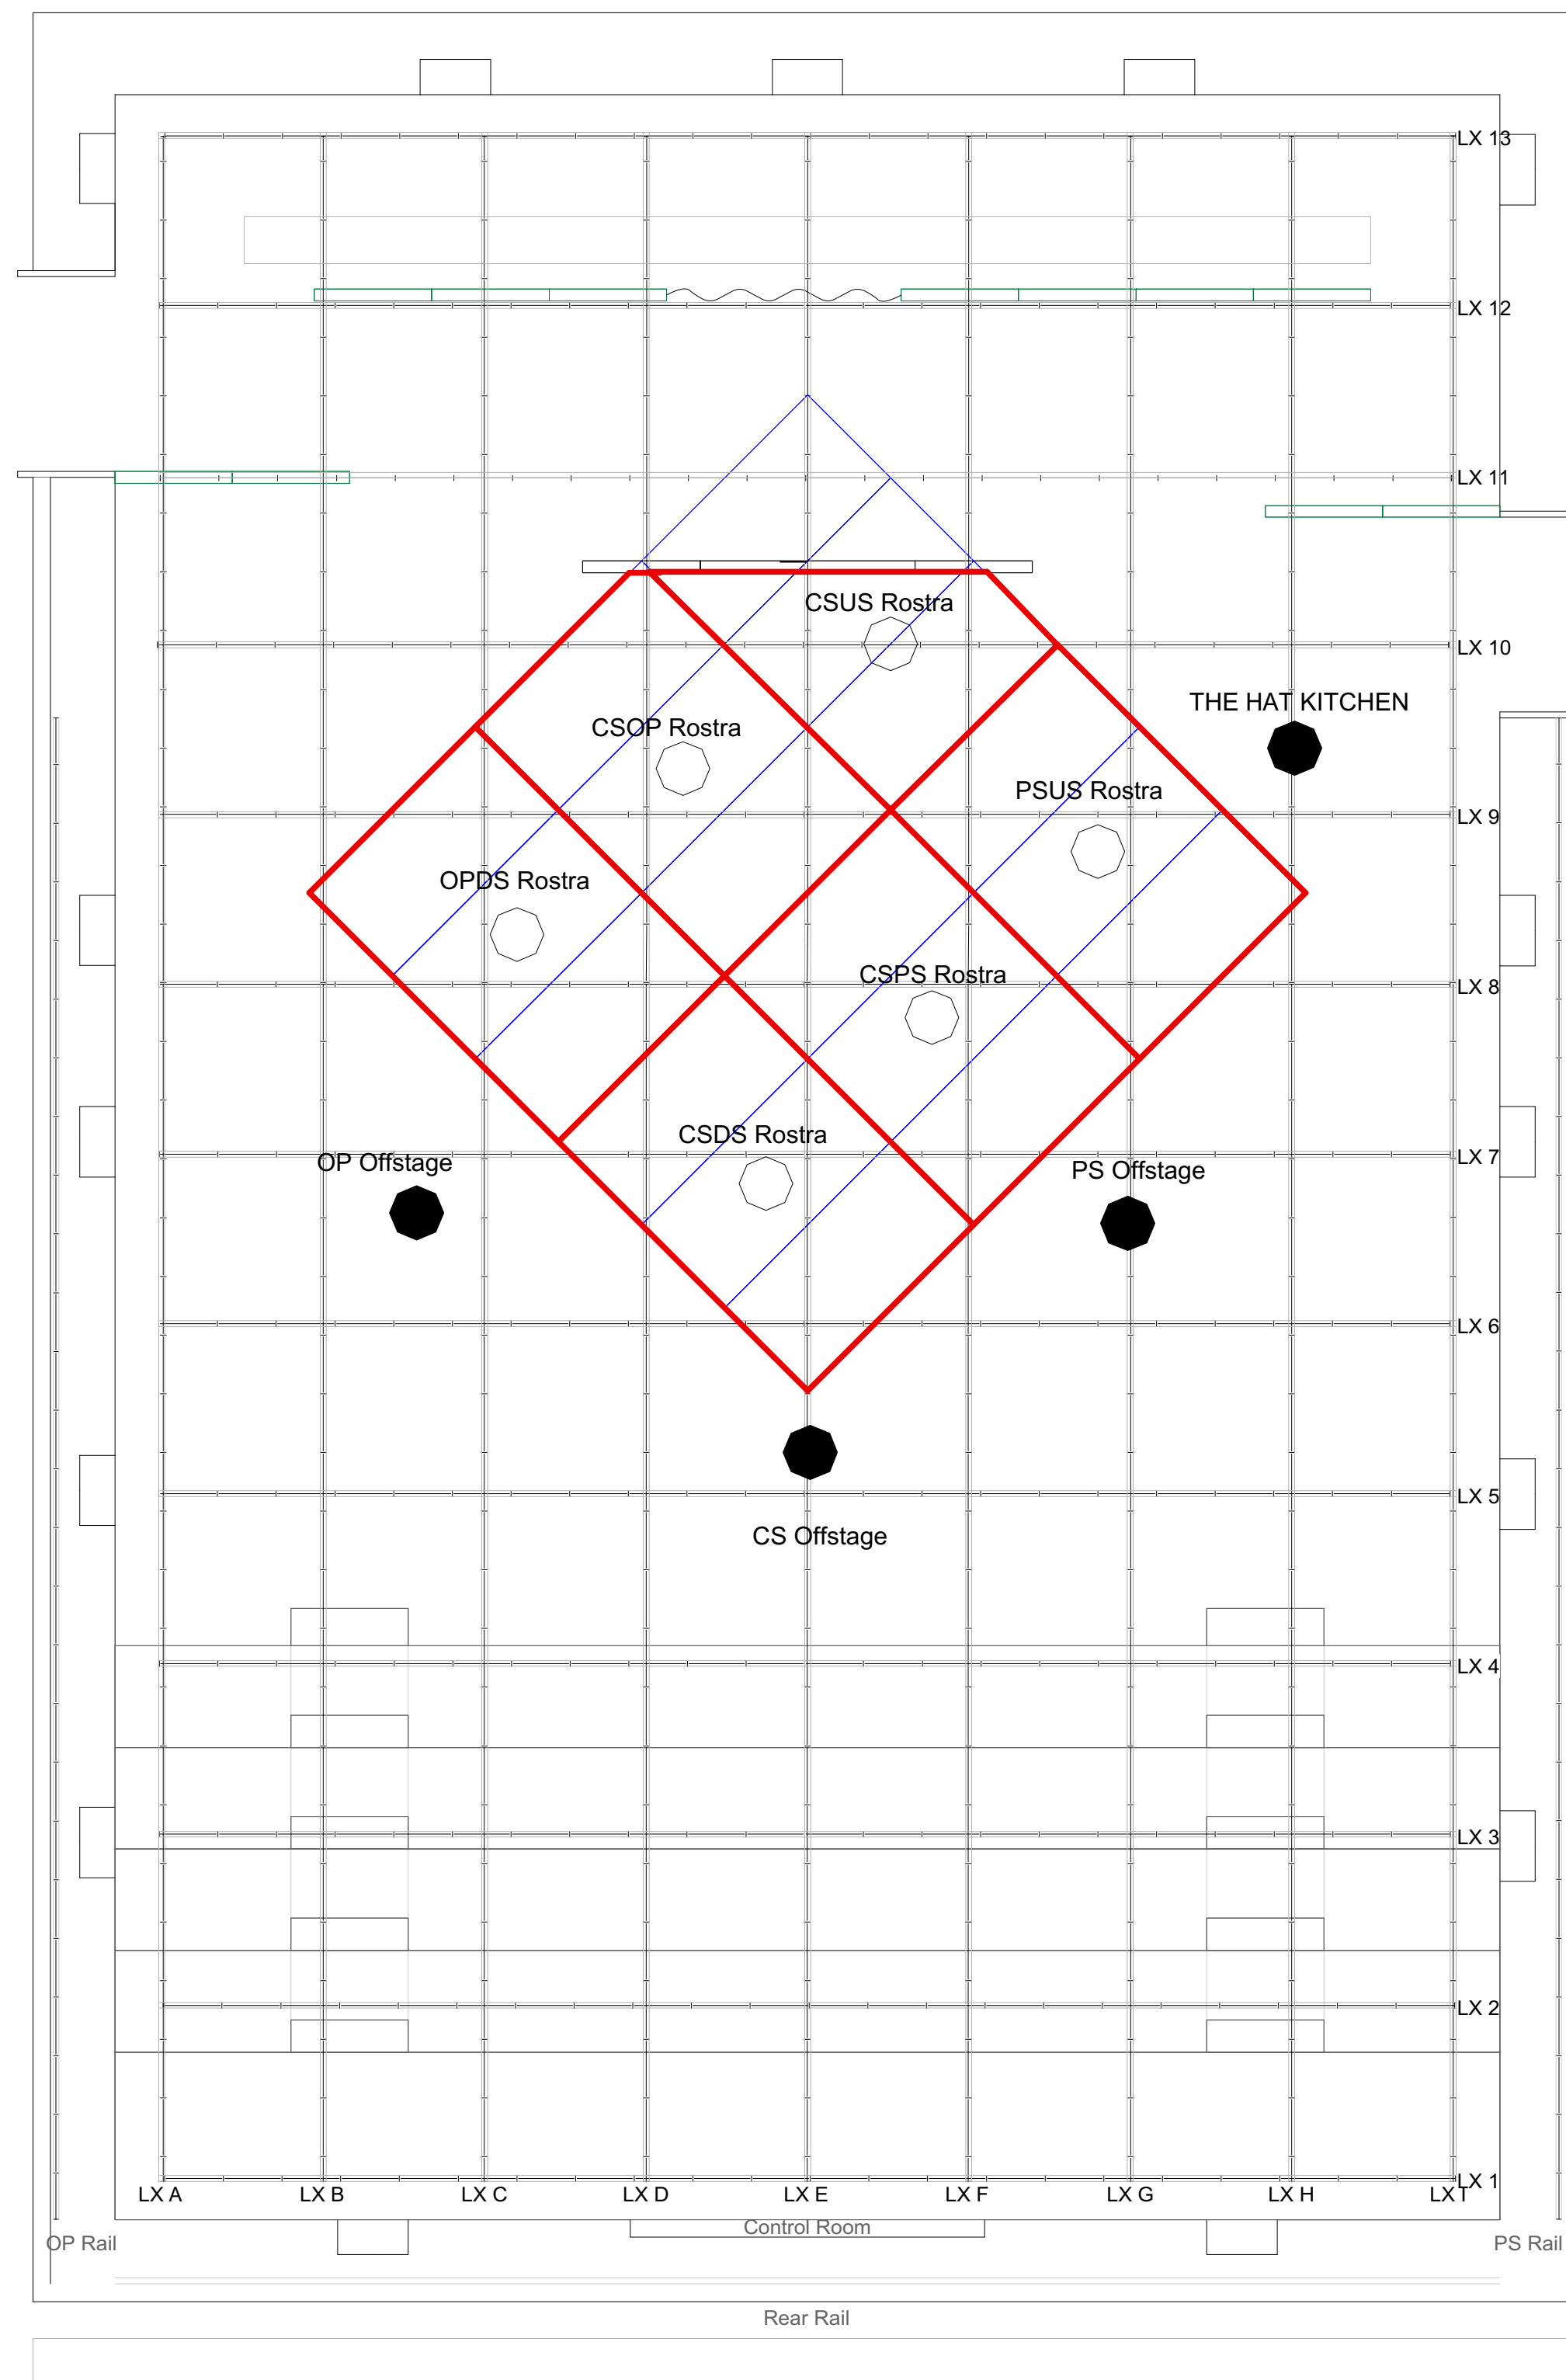 LX 13
LX 12
LX 11
CSUS Rostra
LX 10
THE HAT KITCHEN
CSOP Rostra
PSUS Rostra
LX 9
OPDS Rostra
CSPS Rostra
LX 8
CSDS Rostra
LX 7
OP Offstage
PS Offstage
LX 6
LX 5
CS Offstage
LX 4
LX 3
LX 2
LX 1
LX A LX B LX C LX D LX E LX F LX G LX H LX T
Control Room
OP Rail
PS Rail
Rear Rail